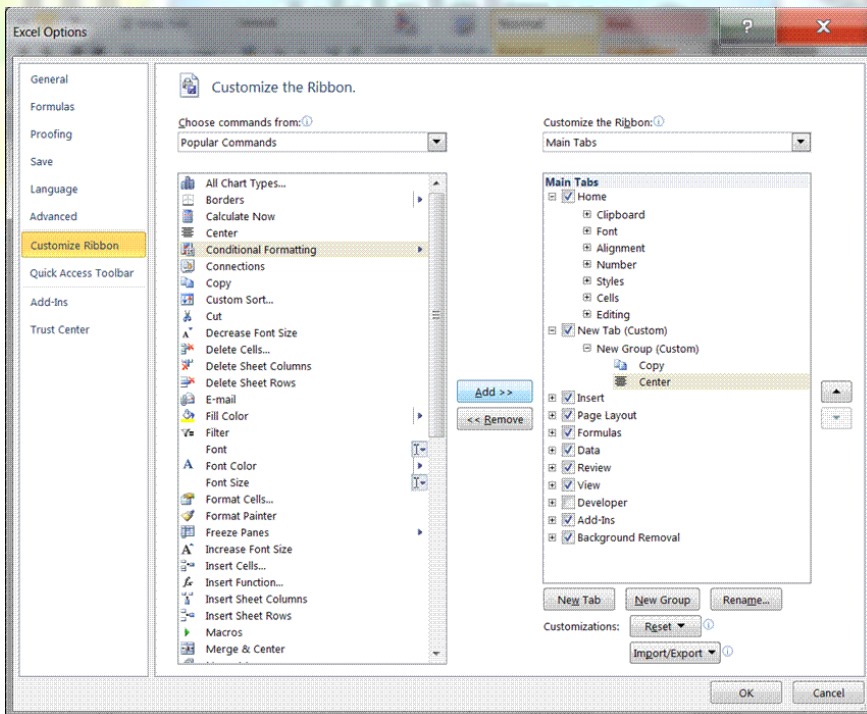 Excel Options
General
Formulas
Proofing
Save
Language
Advanced
Customize Ribbon
Quick Access Toolbar
Add-Ins
Trust Center
Customize the Ribbon.
Choose commands from:
Popular Commands
All Chart Types...
Borders
Calculate Now
Center
Conditional Formatting
Connections
Copy
Custom Sort...
Cut
Decrease Font Size
Delete Cells...
Delete Sheet Columns
Delete Sheet Rows
E-mail
Fill Color
Filter
Font
Font Color
Font Size
Format Cells...
Format Painter
Freeze Panes
Increase Font Size
Insert Cells...
Insert Function...
Insert Sheet Columns
Insert Sheet Rows
Macros
Merge & Center
Add >>
<< Remove
Customize the Ribbon:
Main Tabs
Main Tabs
Home
Clipboard
Font
Alignment
Number
Styles
Cells
Editing
New Tab (Custom)
New Group (Custom)
Copy
Center
Insert
Page Layout
Formulas
Data
Review
View
Developer
Add-Ins
Background Removal
New Tab New Group Rename...
Customizations: Reset
Import/Export
OK Cancel